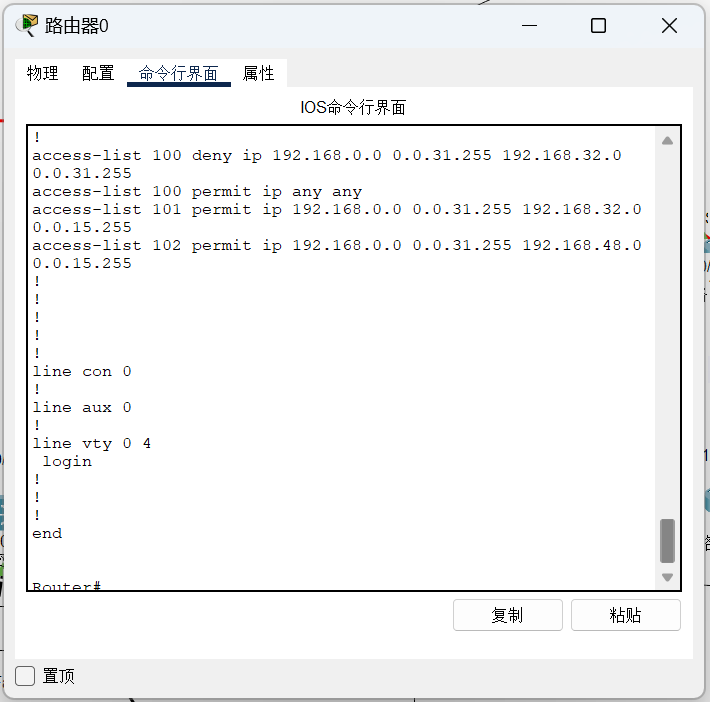 路由器0
物理 配置 命令行界面 属性
IOS命令行界面
!
access-list 100 deny ip 192.168.0.0 0.0.31.255 192.168.32.0
0.0.31.255
access-list 100 permit ip any any
access-list 101 permit ip 192.168.0.0 0.0.31.255 192.168.32.0
0.0.15.255
access-list 102 permit ip 192.168.0.0 0.0.31.255 192.168.48.0
0.0.15.255
!
!
!
!
!
line con 0
!
line aux 0
!
line vty 0 4
login
!
!
!
end
Router#
复制 粘贴
置顶